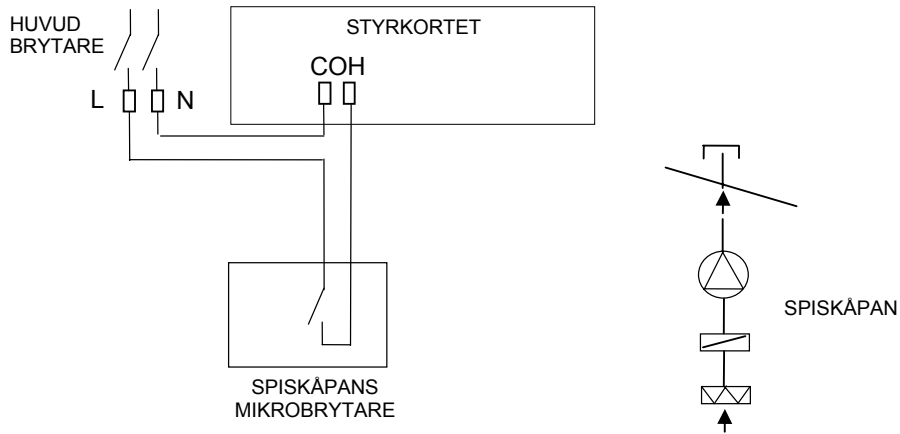 HUVUD
BRYTARE
STYRKORTET
COH
L N
SPISKÅPAN
SPISKÅPANS
MIKROBRYTARE